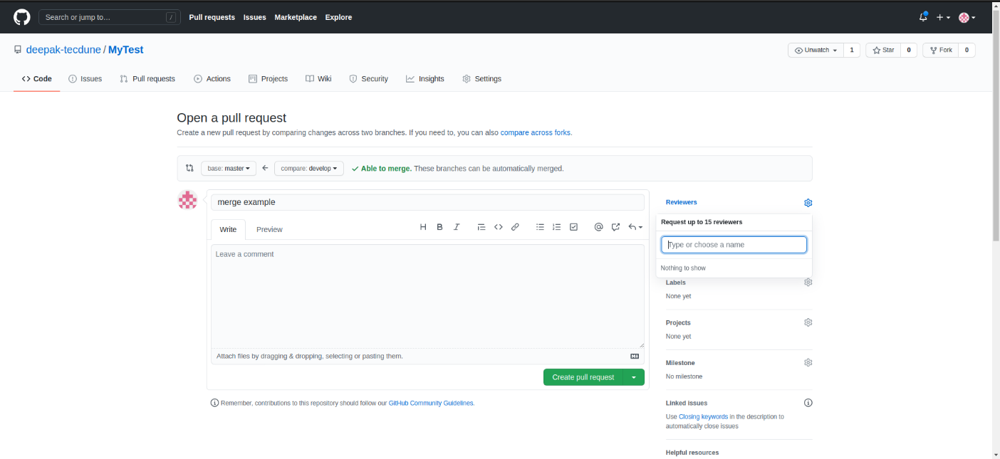 Search or jump to… /
Pull requests Issues Marketplace Explore
deepak-tecdune / MyTest
Unwatch 1 Star 0 Fork 0
Code Issues Pull requests Actions Projects Wiki Security Insights Settings
Open a pull request
Create a new pull request by comparing changes across two branches. If you need to, you can also compare across forks.
base: master compare: develop Able to merge. These branches can be automatically merged.
merge example
Write Preview
Leave a comment
Attach files by dragging & dropping, selecting or pasting them.
Create pull request
Remember, contributions to this repository should follow our GitHub Community Guidelines.
Reviewers
Request up to 15 reviewers
Type or choose a name
Nothing to show
Labels
None yet
Projects
None yet
Milestone
No milestone
Linked issues
Use Closing keywords in the description to
automatically close issues
Helpful resources